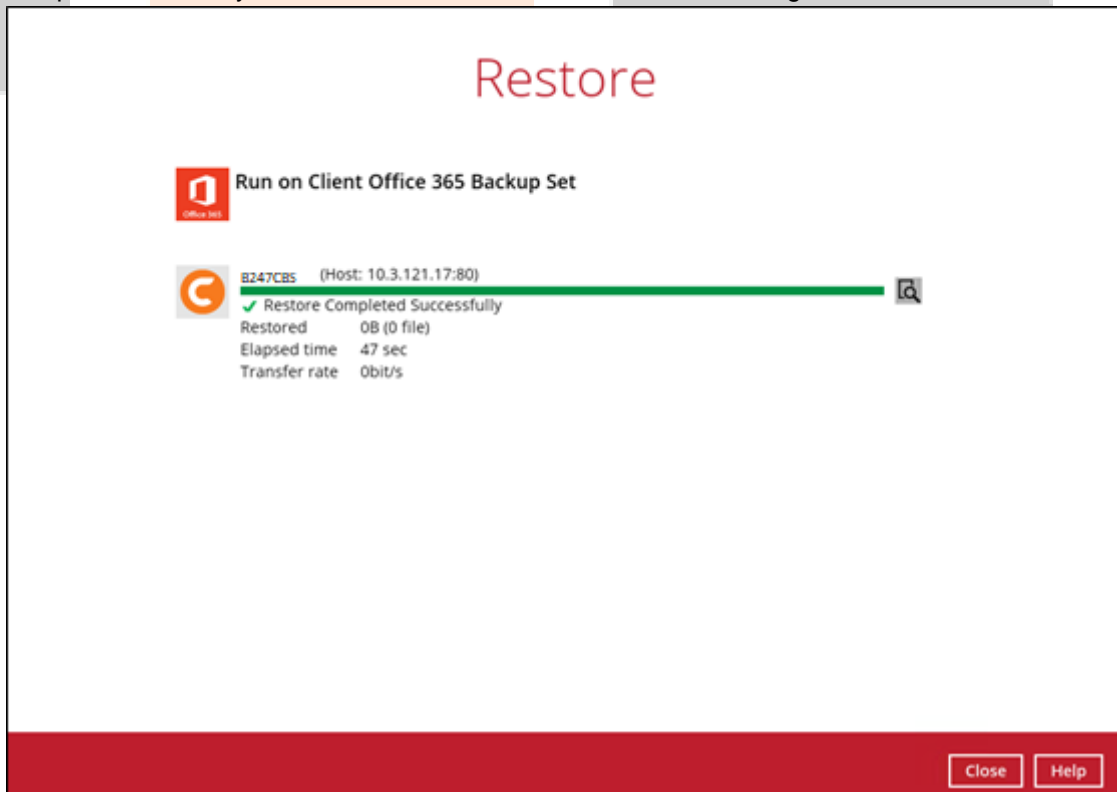 Restore
Run on Client Office 365 Backup Set
Office 365
B247CBS (Host: 10.3.121.17:80)
Restore Completed Successfully
Restored 0B (0 file)
Elapsed time 47 sec
Transfer rate 0bit/s
Close Help